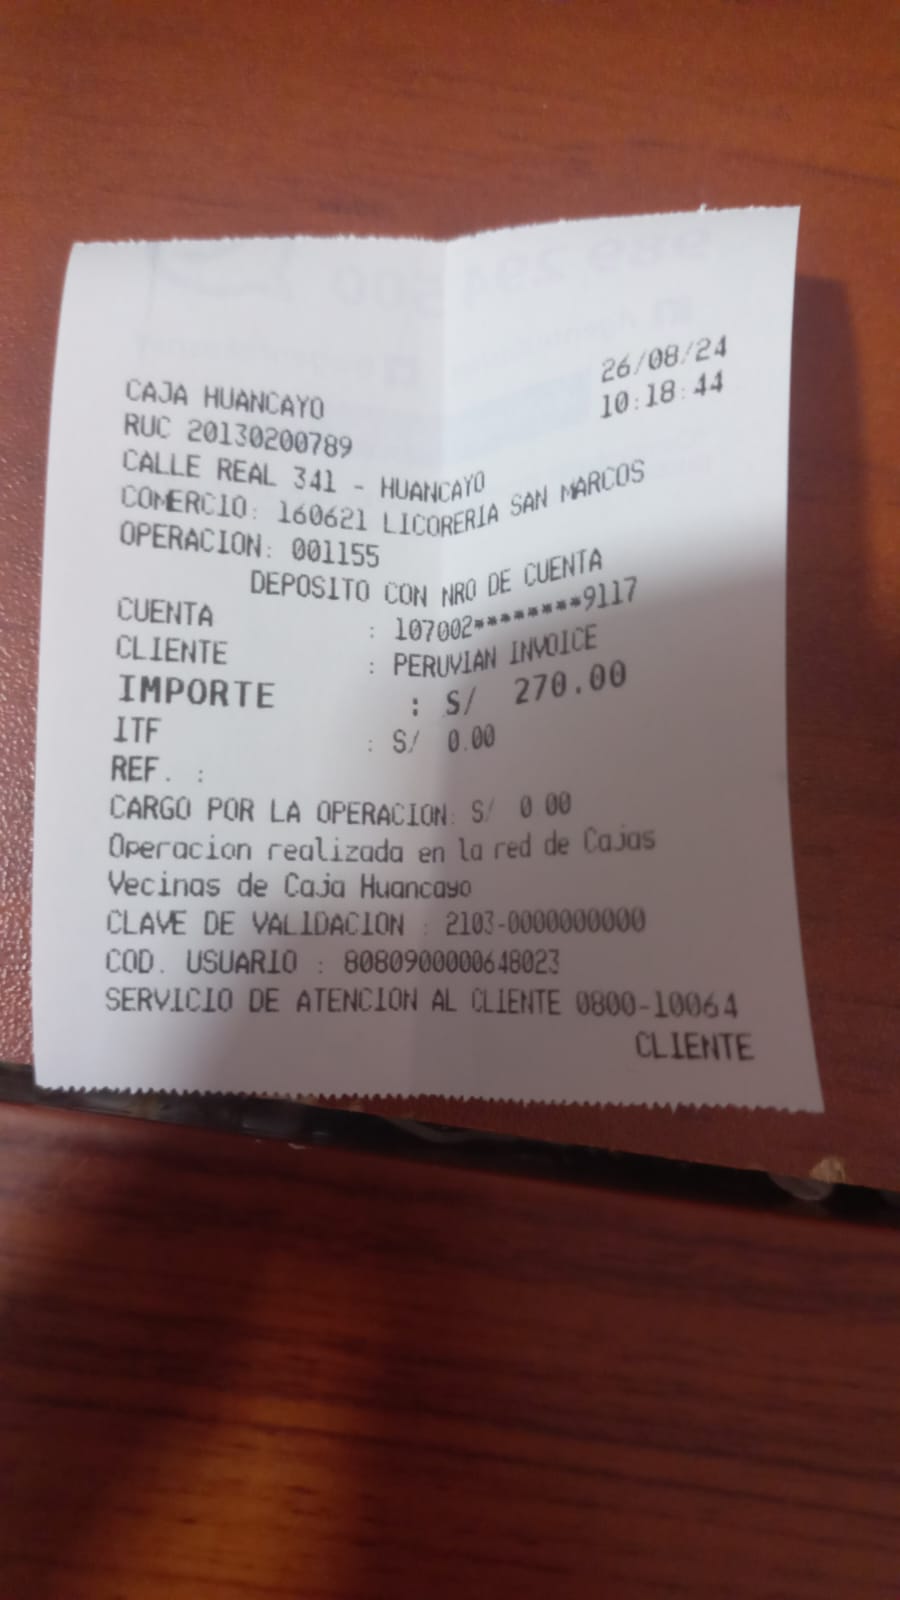 26/08/24
CAJA HUANCAYO 10:18:44
RUC 20130200789
CALLE REAL 341 - HUANCAYO
COMERCIO: 160621 LICORERIA SAN MARCOS
OPERACION: 001155
DEPOSITO CON NRO DE CUENTA
CUENTA : 107002********9117
CLIENTE : PERUVIAN INVOICE
IMPORTE : S/ 270.00
ITF : S/ 0.00
REF. :
CARGO POR LA OPERACION: S/ 0 00
Operacion realizada en la red de Cajas
Vecinas de Caja Huancayo
CLAVE DE VALIDACION : 2103-0000000000
COD. USUARIO : 8080900000648023
SERVICIO DE ATENCION AL CLIENTE 0800-10064
CLIENTE